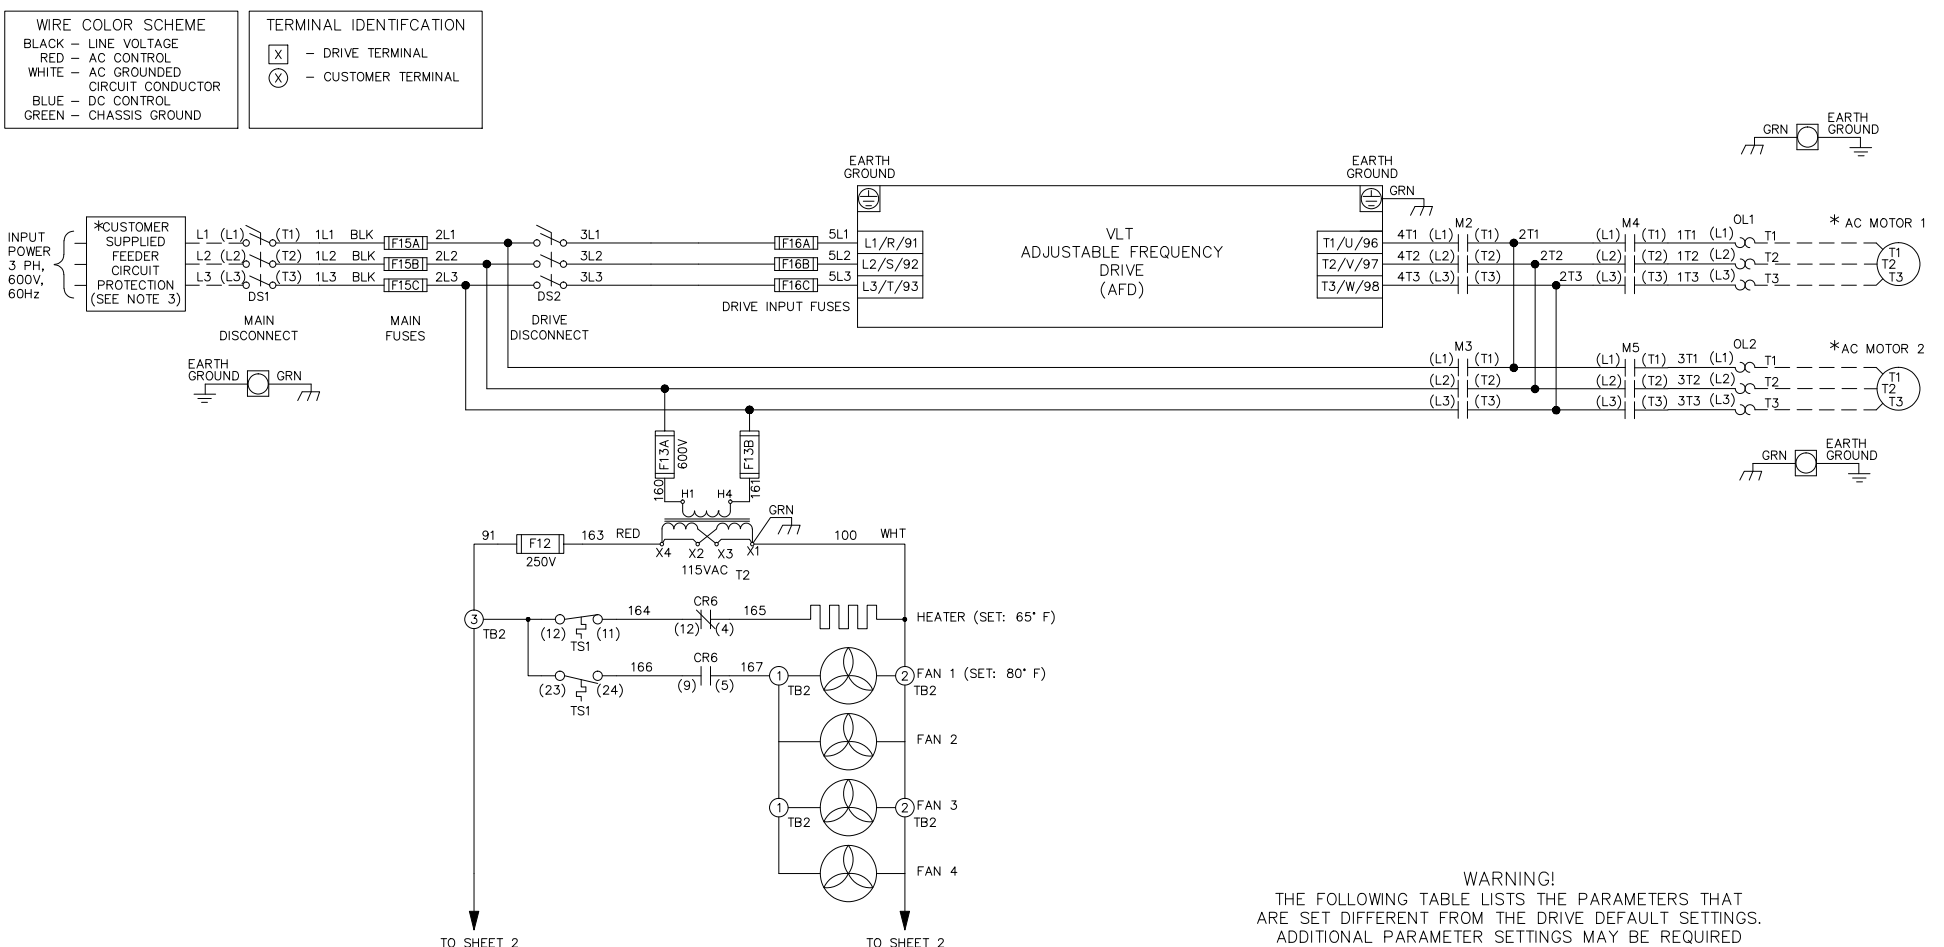 WIRE COLOR SCHEME
BLACK – LINE VOLTAGE
RED – AC CONTROL
WHITE – AC GROUNDED
CIRCUIT CONDUCTOR
BLUE – DC CONTROL
GREEN – CHASSIS GROUND
TERMINAL IDENTIFCATION
X – DRIVE TERMINAL
X – CUSTOMER TERMINAL
GRN
EARTH
GROUND
INPUT
POWER
3 PH,
600V,
60Hz
*CUSTOMER
SUPPLIED
FEEDER
CIRCUIT
PROTECTION
(SEE NOTE 3)
L1 (L1) (T1) 1L1 BLK F15A 2L1 3L1 F16A 5L1 L1/R/91
L2 (L2) (T2) 1L2 BLK F15B 2L2 3L2 F16B 5L2 L2/S/92
L3 (L3) (T3) 1L3 BLK F15C 2L3 3L3 F16C 5L3 L3/T/93
DS1
MAIN
DISCONNECT
MAIN
FUSES
DS2
DRIVE
DISCONNECT
DRIVE INPUT FUSES
EARTH
GROUND
VLT
ADJUSTABLE FREQUENCY
DRIVE
(AFD)
EARTH
GROUND
GRN
M2 M4 OL1
T1/U/96 4T1 (L1) (T1) 2T1 (L1) (T1) 1T1 (L1) T1
T2/V/97 4T2 (L2) (T2) 2T2 (L2) (T2) 1T2 (L2) T2
T3/W/98 4T3 (L3) (T3) 2T3 (L3) (T3) 1T3 (L3) T3
* AC MOTOR 1
T1
T2
T3
EARTH
GROUND GRN
M3 M5 OL2
(L1) (T1) (L1) (T1) 3T1 (L1) T1
(L2) (T2) (L2) (T2) 3T2 (L2) T2
(L3) (T3) (L3) (T3) 3T3 (L3) T3
*AC MOTOR 2
T1
T2
T3
GRN
EARTH
GROUND
F13A
600V
F13B
160
161
H1 H4
GRN
91 F12 163 RED
250V
X4 X2 X3 X1
115VAC T2
100 WHT
3
TB2
(12) (11)
TS1
164
CR6
(12) (4)
165
HEATER (SET: 65° F)
(23) (24)
TS1
166
CR6
(9) (5)
167
1
TB2
2
TB2
FAN 1 (SET: 80° F)
FAN 2
1
TB2
2
TB2
FAN 3
FAN 4
TO SHEET 2
TO SHEET 2
WARNING!
THE FOLLOWING TABLE LISTS THE PARAMETERS THAT
ARE SET DIFFERENT FROM THE DRIVE DEFAULT SETTINGS.
ADDITIONAL PARAMETER SETTINGS MAY BE REQUIRED